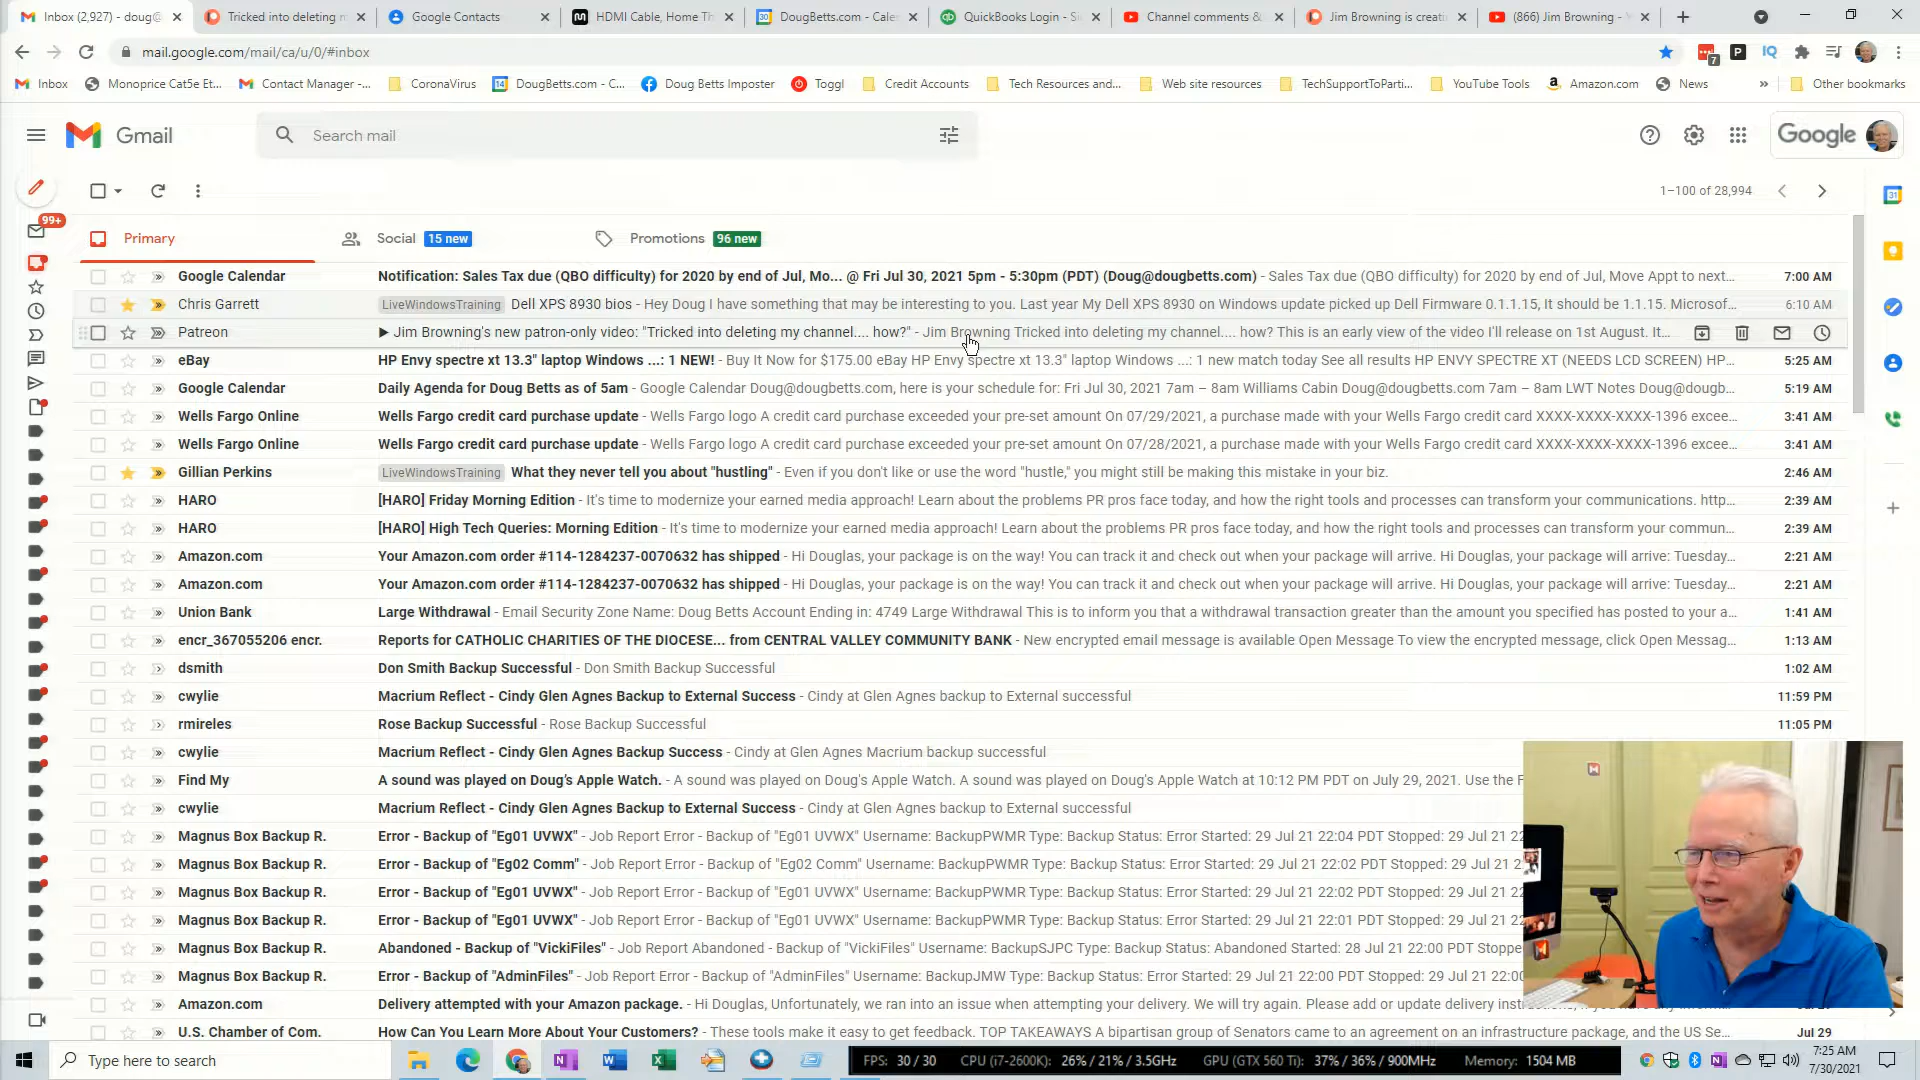 Inbox (2,927) - doug@
Tricked into deleting m
Google Contacts
HDMI Cable, Home Th
DougBetts.com - Cale
QuickBooks Login - Si
Channel comments &
Jim Browning is creati
(866) Jim Browning - Y
mail.google.com/mail/ca/u/0/#inbox
7
Inbox
Monoprice Cat5e Et...
Contact Manager -...
CoronaVirus
DougBetts.com - C...
Doug Betts Imposter
Toggl
Credit Accounts
Tech Resources and...
Web site resources
TechSupportToParti...
YouTube Tools
Amazon.com
News
»
Other bookmarks
Gmail
Search mail
Google
1–100 of 28,994
99+
Primary
Social 15 new
Promotions 96 new
Google Calendar Notification: Sales Tax due (QBO difficulty) for 2020 by end of Jul, Mo... @ Fri Jul 30, 2021 5pm - 5:30pm (PDT) (Doug@dougbetts.com) - Sales Tax due (QBO difficulty) for 2020 by end of Jul, Move Appt to next... 7:00 AM
Chris Garrett LiveWindowsTraining Dell XPS 8930 bios - Hey Doug I have something that may be interesting to you. Last year My Dell XPS 8930 on Windows update picked up Dell Firmware 0.1.1.15, It should be 1.1.15. Microsof... 6:10 AM
Patreon ▶ Jim Browning's new patron-only video: "Tricked into deleting my channel.... how?" - Jim Browning Tricked into deleting my channel.... how? This is an early view of the video I'll release on 1st August. It...
eBay HP Envy spectre xt 13.3" laptop Windows ...: 1 NEW! - Buy It Now for $175.00 eBay HP Envy spectre xt 13.3" laptop Windows ...: 1 new match today See all results HP ENVY SPECTRE XT (NEEDS LCD SCREEN) HP... 5:25 AM
Google Calendar Daily Agenda for Doug Betts as of 5am - Google Calendar Doug@dougbetts.com, here is your schedule for: Fri Jul 30, 2021 7am – 8am Williams Cabin Doug@dougbetts.com 7am – 8am LWT Notes Doug@dougb... 5:19 AM
Wells Fargo Online Wells Fargo credit card purchase update - Wells Fargo logo A credit card purchase exceeded your pre-set amount On 07/29/2021, a purchase made with your Wells Fargo credit card XXXX-XXXX-XXXX-1396 excee... 3:41 AM
Wells Fargo Online Wells Fargo credit card purchase update - Wells Fargo logo A credit card purchase exceeded your pre-set amount On 07/28/2021, a purchase made with your Wells Fargo credit card XXXX-XXXX-XXXX-1396 excee... 3:41 AM
Gillian Perkins LiveWindowsTraining What they never tell you about "hustling" - Even if you don't like or use the word "hustle," you might still be making this mistake in your biz. 2:46 AM
HARO [HARO] Friday Morning Edition - It's time to modernize your earned media approach! Learn about the problems PR pros face today, and how the right tools and processes can transform your communications. http... 2:39 AM
HARO [HARO] High Tech Queries: Morning Edition - It's time to modernize your earned media approach! Learn about the problems PR pros face today, and how the right tools and processes can transform your commun... 2:39 AM
Amazon.com Your Amazon.com order #114-1284237-0070632 has shipped - Hi Douglas, your package is on the way! You can track it and check out when your package will arrive. Hi Douglas, your package will arrive: Tuesday... 2:21 AM
Amazon.com Your Amazon.com order #114-1284237-0070632 has shipped - Hi Douglas, your package is on the way! You can track it and check out when your package will arrive. Hi Douglas, your package will arrive: Tuesday... 2:21 AM
Union Bank Large Withdrawal - Email Security Zone Name: Doug Betts Account Ending in: 4749 Large Withdrawal This is to inform you that a withdrawal transaction greater than the amount you specified has posted to your a... 1:41 AM
encr_367055206 encr. Reports for CATHOLIC CHARITIES OF THE DIOCESE... from CENTRAL VALLEY COMMUNITY BANK - New encrypted email message is available Open Message To view the encrypted message, click Open Messag... 1:13 AM
dsmith Don Smith Backup Successful - Don Smith Backup Successful 1:02 AM
cwylie Macrium Reflect - Cindy Glen Agnes Backup to External Success - Cindy at Glen Agnes backup to External successful 11:59 PM
rmireles Rose Backup Successful - Rose Backup Successful 11:05 PM
cwylie Macrium Reflect - Cindy Glen Agnes Backup Success - Cindy at Glen Agnes Macrium backup successful
Find My A sound was played on Doug's Apple Watch. - A sound was played on Doug's Apple Watch. A sound was played on Doug's Apple Watch at 10:12 PM PDT on July 29, 2021. Use the F
cwylie Macrium Reflect - Cindy Glen Agnes Backup to External Success - Cindy at Glen Agnes backup to External successful
Magnus Box Backup R. Error - Backup of "Eg01 UVWX" - Job Report Error - Backup of "Eg01 UVWX" Username: BackupPWMR Type: Backup Status: Error Started: 29 Jul 21 22:04 PDT Stopped: 29 Jul 21 22
Magnus Box Backup R. Error - Backup of "Eg02 Comm" - Job Report Error - Backup of "Eg02 Comm" Username: BackupPWMR Type: Backup Status: Error Started: 29 Jul 21 22:02 PDT Stopped: 29 Jul 21 2
Magnus Box Backup R. Error - Backup of "Eg01 UVWX" - Job Report Error - Backup of "Eg01 UVWX" Username: BackupPWMR Type: Backup Status: Error Started: 29 Jul 21 22:02 PDT Stopped: 29 Jul 21 22
Magnus Box Backup R. Error - Backup of "Eg01 UVWX" - Job Report Error - Backup of "Eg01 UVWX" Username: BackupPWMR Type: Backup Status: Error Started: 29 Jul 21 22:01 PDT Stopped: 29 Jul 21 22
Magnus Box Backup R. Abandoned - Backup of "VickiFiles" - Job Report Abandoned - Backup of "VickiFiles" Username: BackupSJPC Type: Backup Status: Abandoned Started: 28 Jul 21 22:00 PDT Stoppe
Magnus Box Backup R. Error - Backup of "AdminFiles" - Job Report Error - Backup of "AdminFiles" Username: BackupJMW Type: Backup Status: Error Started: 29 Jul 21 22:00 PDT Stopped: 29 Jul 21 22:0
Amazon.com Delivery attempted with your Amazon package. - Hi Douglas, Unfortunately, we ran into an issue when attempting your delivery. We will try again. Please add or update delivery inst
U.S. Chamber of Com. How Can You Learn More About Your Customers? - These tools make it easy to get feedback. TOP TAKEAWAYS A bipartisan group of Senators came to an agreement on an infrastructure package, and the US Se... Jul 29
Type here to search
FPS: 30 / 30 CPU (i7-2600K): 26% / 21% / 3.5GHz GPU (GTX 560 Ti): 37% / 36% / 900MHz Memory: 1504 MB
7:25 AM
7/30/2021